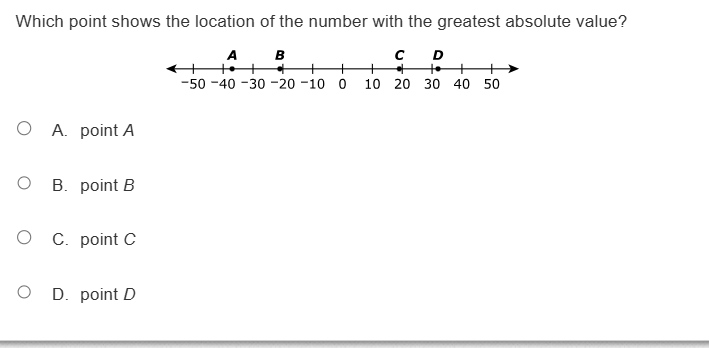 Which point shows the location of the number with the greatest absolute value?
A B C D
-50 -40 -30 -20 -10 0 10 20 30 40 50
A. point A
B. point B
C. point C
D. point D